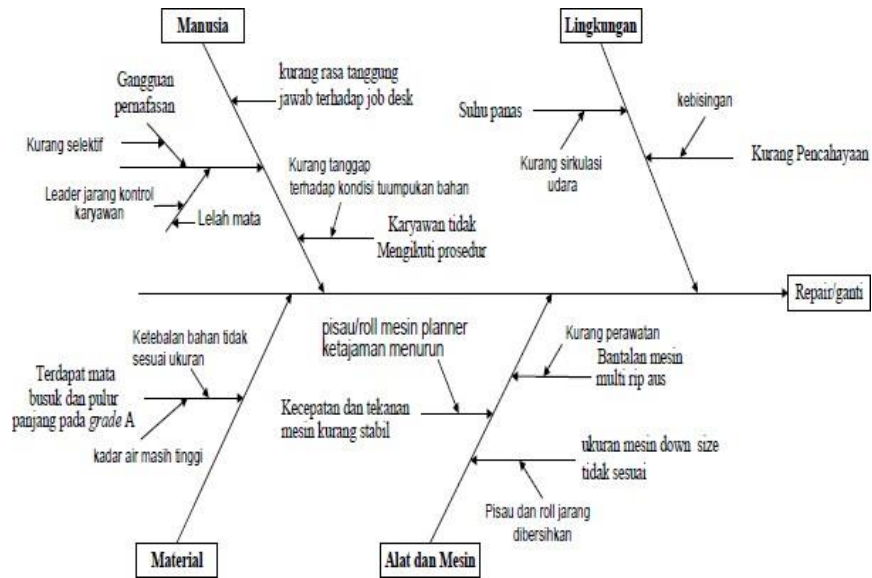 Manusia
Lingkungan
Gangguan
pernafasan
kurang rasa tanggung
jawab terhadap job desk
Kurang selektif
Leader jarang kontrol
karyawan
Lelah mata
Kurang tanggap
terhadap kondisi tuumpukan bahan
Karyawan tidak
Mengikuti prosedur
Suhu panas
Kurang sirkulasi
udara
kebisingan
Kurang Pencahayaan
Repair/ganti
Ketebalan bahan tidak
sesuai ukuran
Terdapat mata
busuk dan pulur
panjang pada grade A
kadar air masih tinggi
pisau/roll mesin planner
ketajaman menurun
Kecepatan dan tekanan
mesin kurang stabil
Kurang perawatan
Bantalan mesin
multi rip aus
ukuran mesin down size
tidak sesuai
Pisau dan roll jarang
dibersihkan
Material
Alat dan Mesin